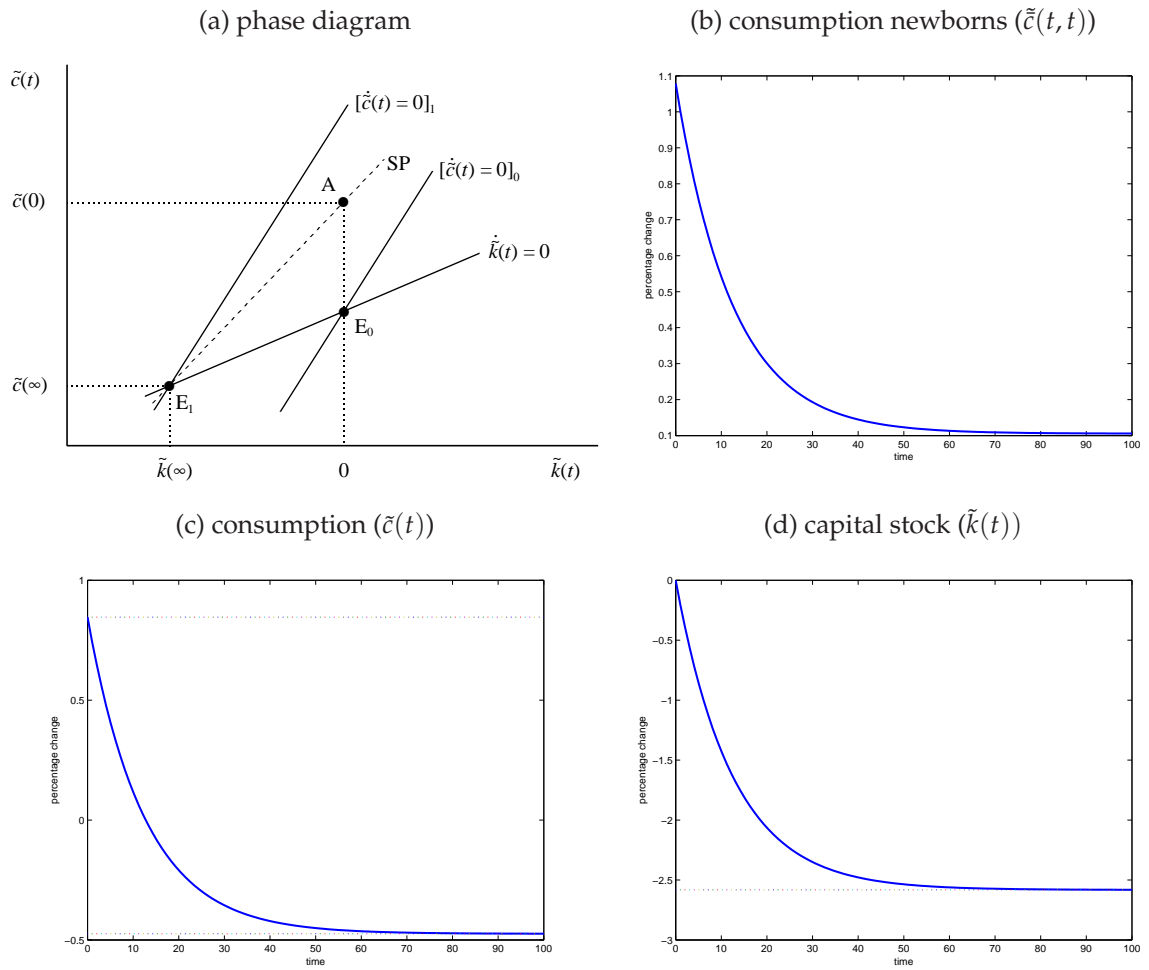 (a) phase diagram
c̃(t)
[c̃̇(t) = 0]₁
SP
[c̃̇(t) = 0]₀
A
c̃(0)
k̃̇(t) = 0
E₀
c̃(∞)
E₁
k̃(∞)
0
k̃(t)
(b) consumption newborns (c̄̃(t, t))
1.1
1
0.9
0.8
0.7
0.6
0.5
0.4
0.3
0.2
0.1
percentage change
0 10 20 30 40 50 60 70 80 90 100
time
(c) consumption (c̃(t))
1
0.5
0
−0.5
percentage change
0 10 20 30 40 50 60 70 80 90 100
time
(d) capital stock (k̃(t))
0
−0.5
−1
−1.5
−2
−2.5
−3
percentage change
0 10 20 30 40 50 60 70 80 90 100
time